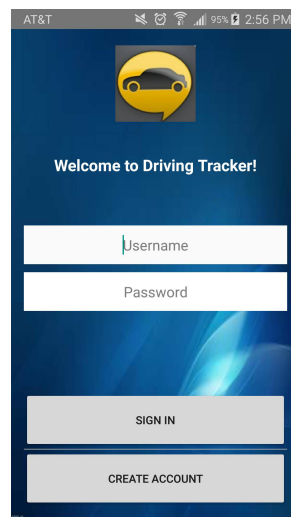 AT&T 95% 2:56 PM
Welcome to Driving Tracker!
Username
Password
SIGN IN
CREATE ACCOUNT